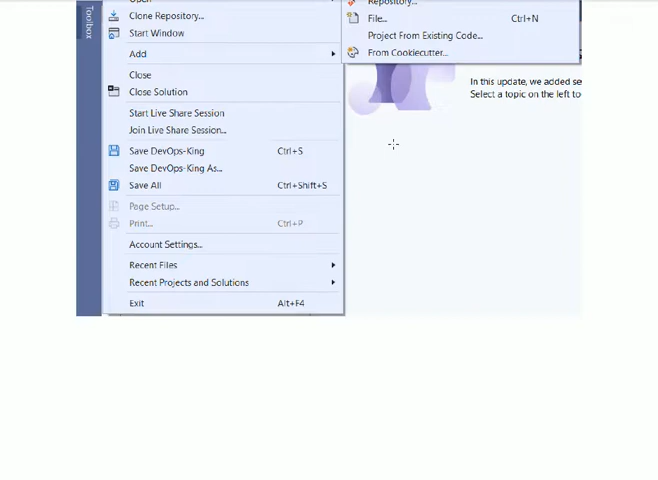 Toolbox
Open
Clone Repository...
Start Window
Add
Close
Close Solution
Start Live Share Session
Join Live Share Session...
Save DevOps-King Ctrl+S
Save DevOps-King As...
Save All Ctrl+Shift+S
Page Setup...
Print... Ctrl+P
Account Settings...
Recent Files
Recent Projects and Solutions
Exit Alt+F4
Repository...
File... Ctrl+N
Project From Existing Code...
From Cookiecutter...
In this update, we added se
Select a topic on the left to